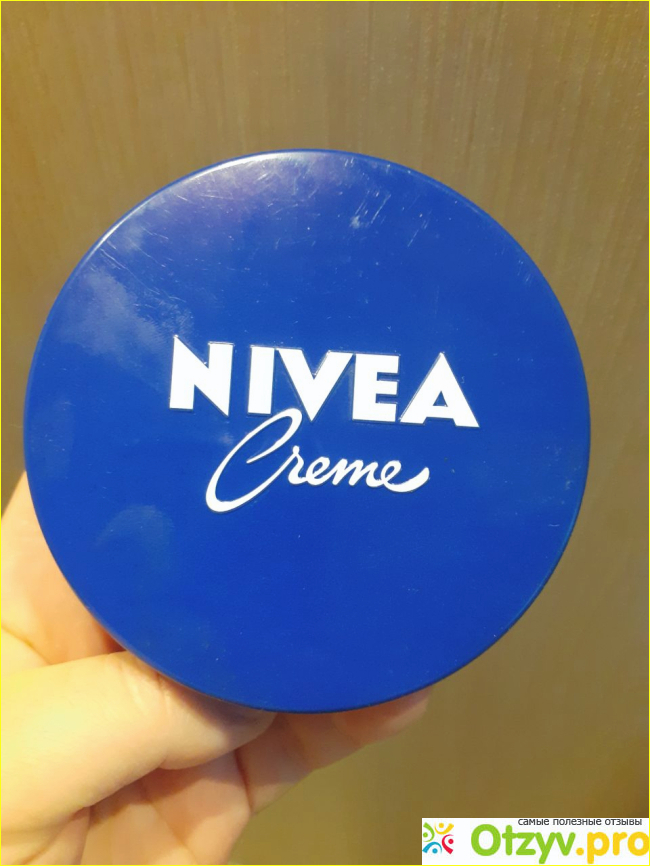 NIVEA
Creme
самые полезные отзывы
Otzyv.pro